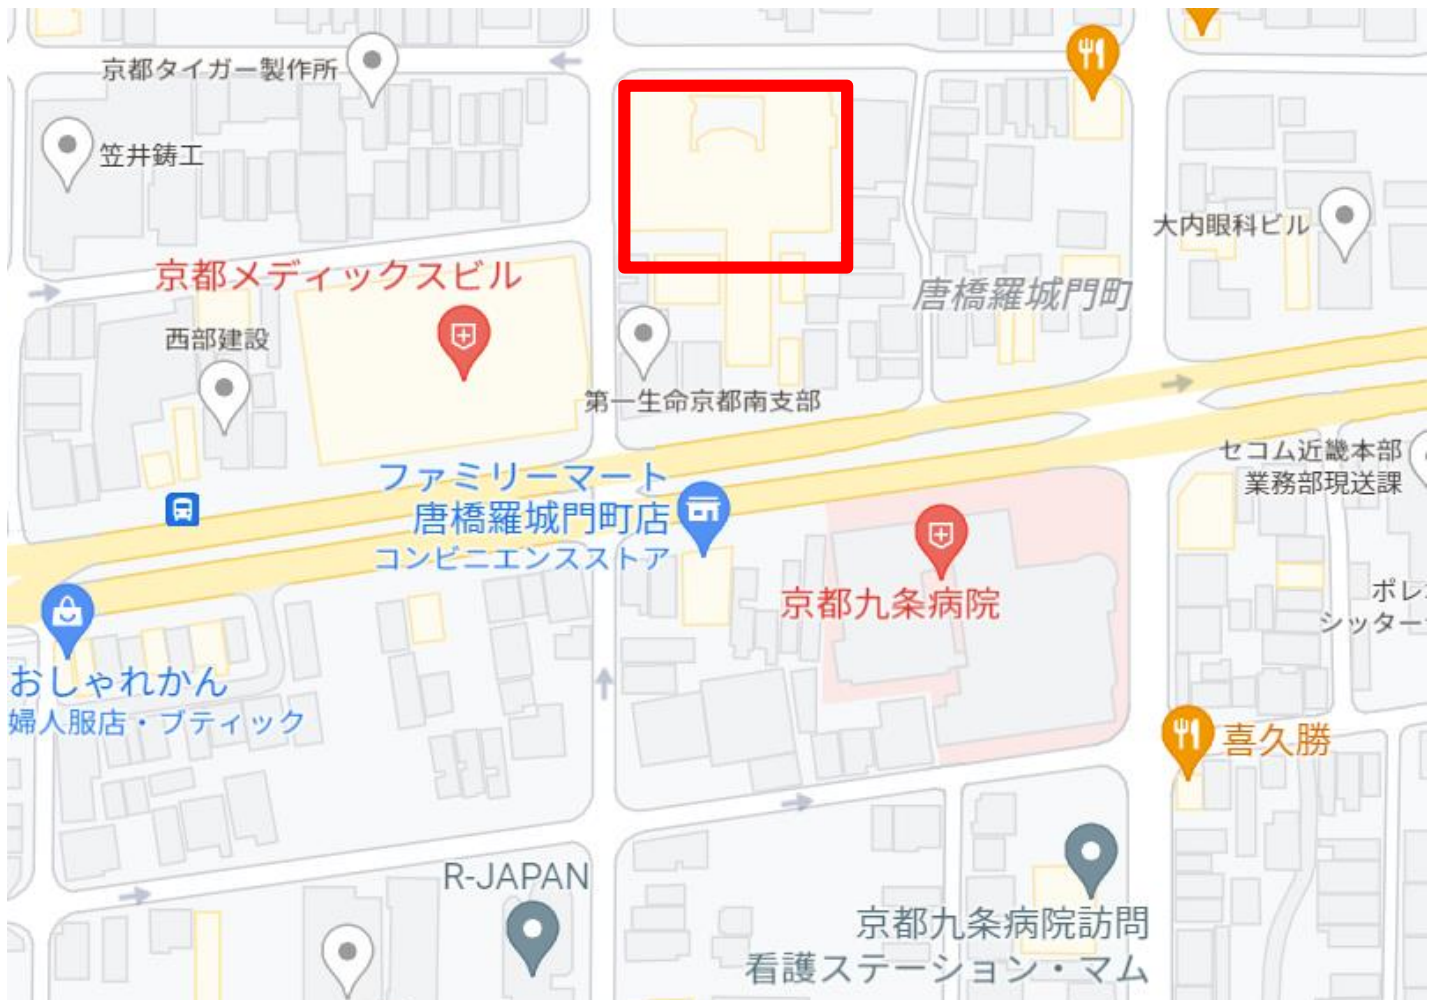 京都タイガー製作所
笠井鋳工
大内眼科ビル
京都メディックスビル
唐橋羅城門町
西部建設
第一生命京都南支部
セコム近畿本部
業務部現送課
ファミリーマート
唐橋羅城門町店
コンビニエンスストア
京都九条病院
ポレ
シッター
おしゃれかん
婦人服店・ブティック
喜久勝
R-JAPAN
京都九条病院訪問
看護ステーション・マム